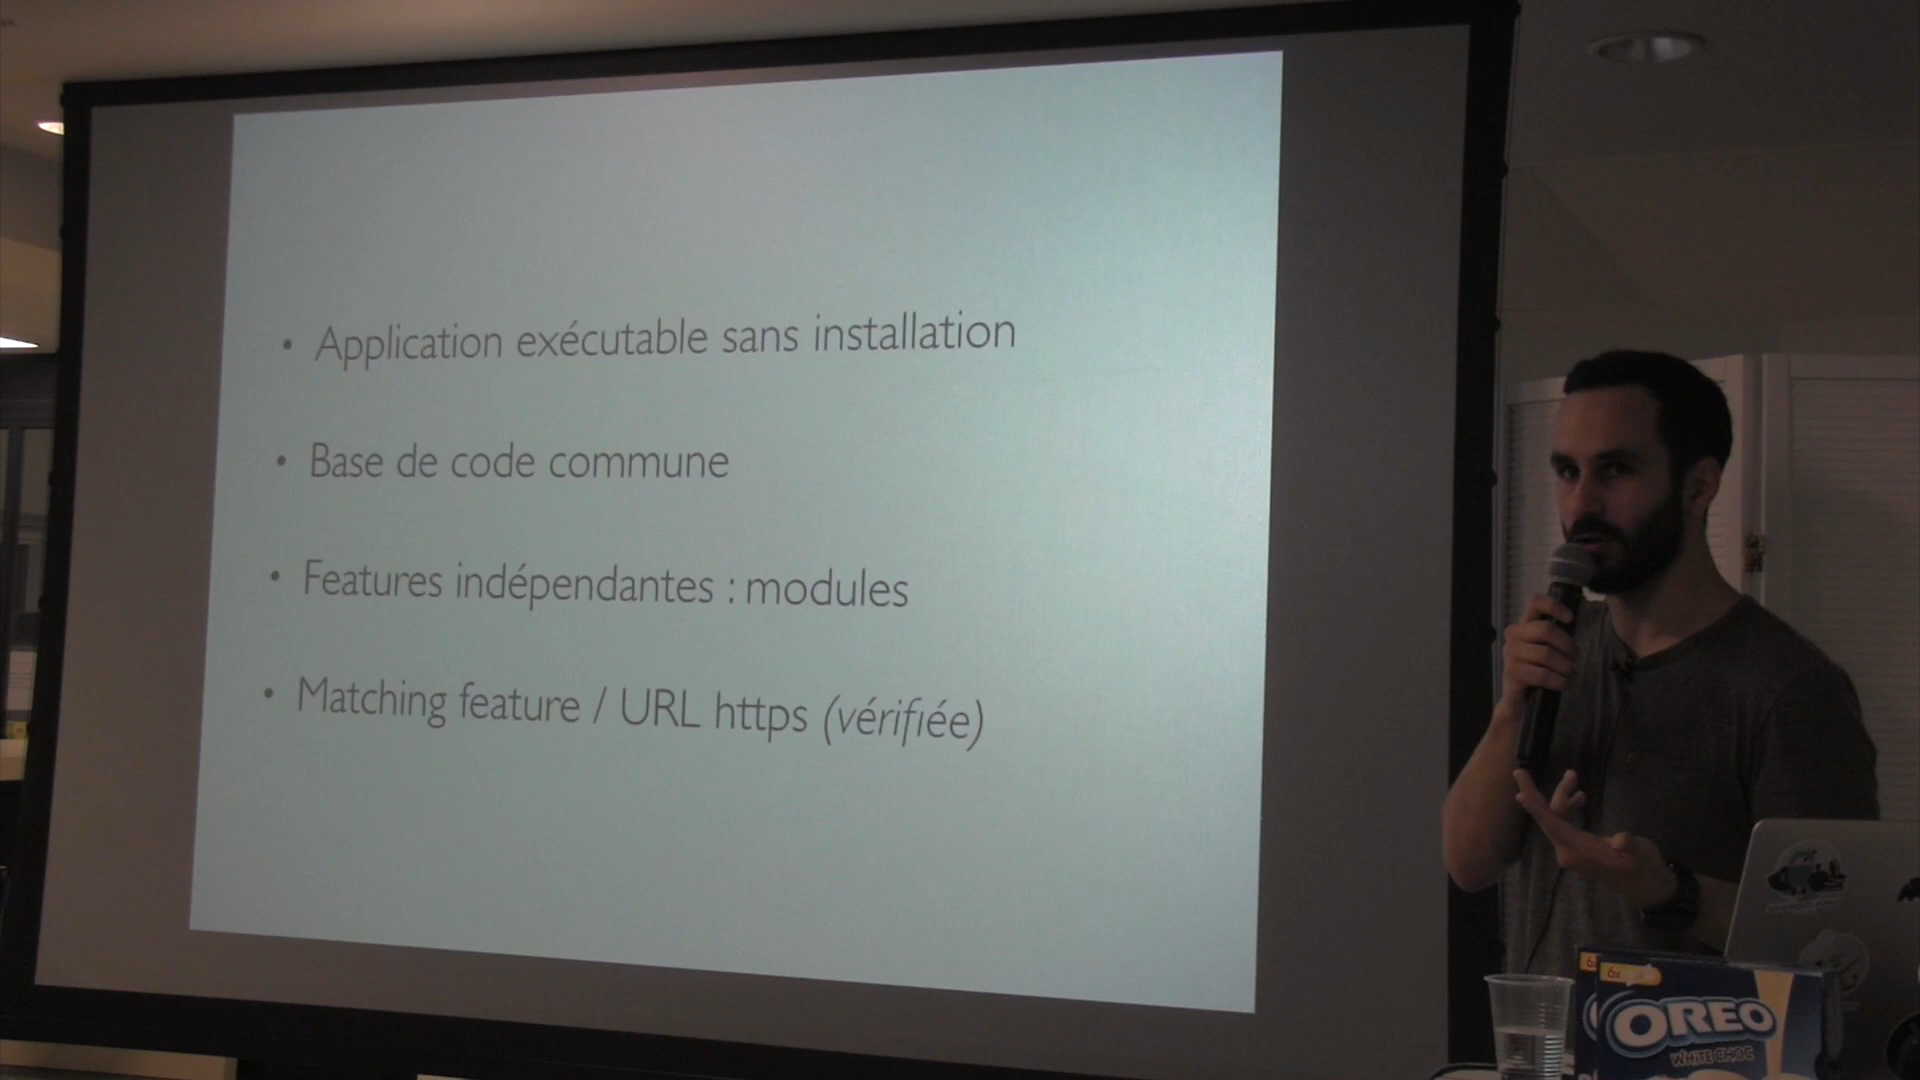 • Application exécutable sans installation
• Base de code commune
• Features indépendantes : modules
• Matching feature / URL https (vérifiée)
OREO
WHITE CHOC